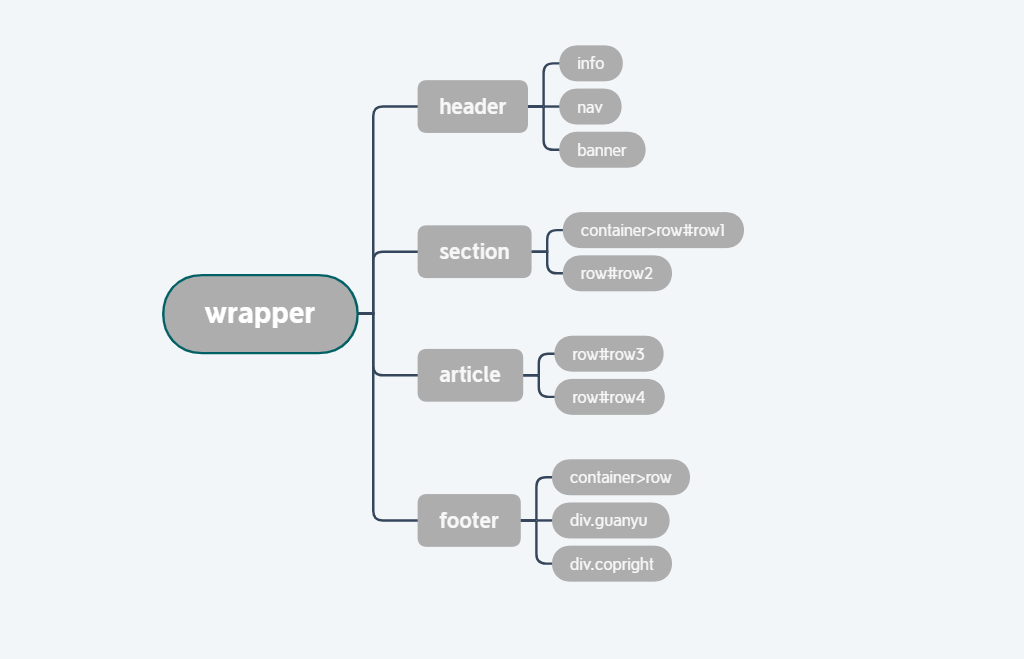 wrapper
header
info
nav
banner
section
container>row#row1
row#row2
article
row#row3
row#row4
footer
container>row
div.guanyu
div.copright